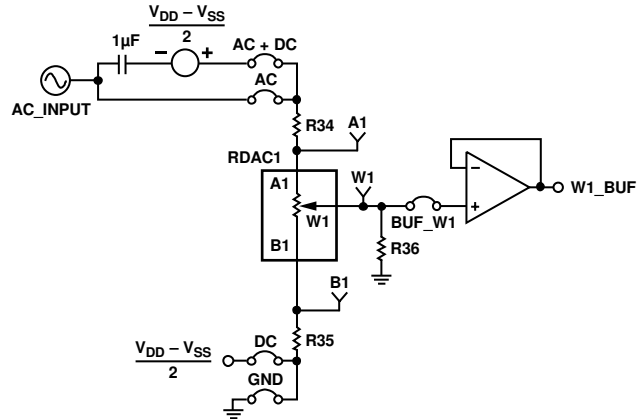 V_DD – V_SS
2
1µF
–
+
AC + DC
AC
AC_INPUT
R34
A1
RDAC1
A1
W1
B1
W1
BUF_W1
R36
–
+
W1_BUF
B1
R35
V_DD – V_SS
2
DC
GND